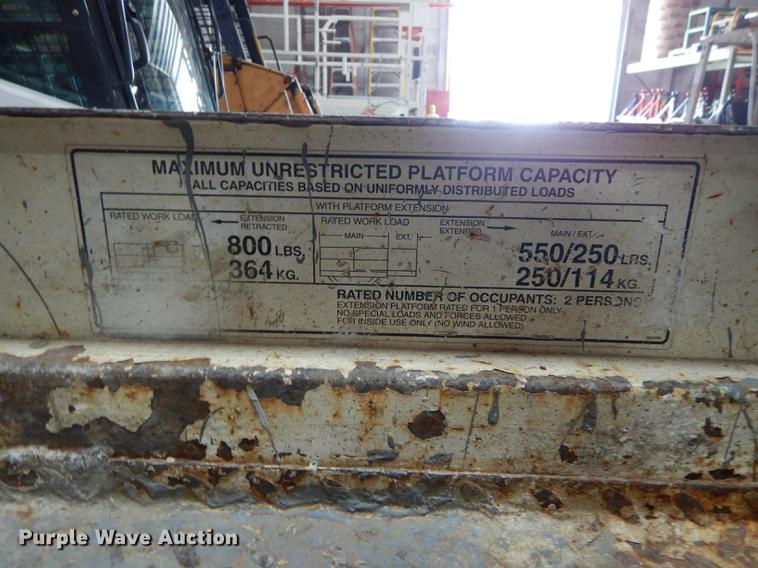 MAXIMUM UNRESTRICTED PLATFORM CAPACITY
ALL CAPACITIES BASED ON UNIFORMLY DISTRIBUTED LOADS
WITH PLATFORM EXTENSION
RATED WORK LOAD
EXTENSION
RETRACTED
800 LBS.
364 KG.
RATED WORK LOAD
EXTENSION
EXTENDED
MAIN
EXT.
MAIN / EXT.
550/250 LBS.
250/114 KG.
RATED NUMBER OF OCCUPANTS: 2 PERSONS
EXTENSION PLATFORM RATED FOR 1 PERSON ONLY
NO SPECIAL LOADS AND FORCES ALLOWED
FOR INSIDE USE ONLY (NO WIND ALLOWED)
Purple Wave Auction